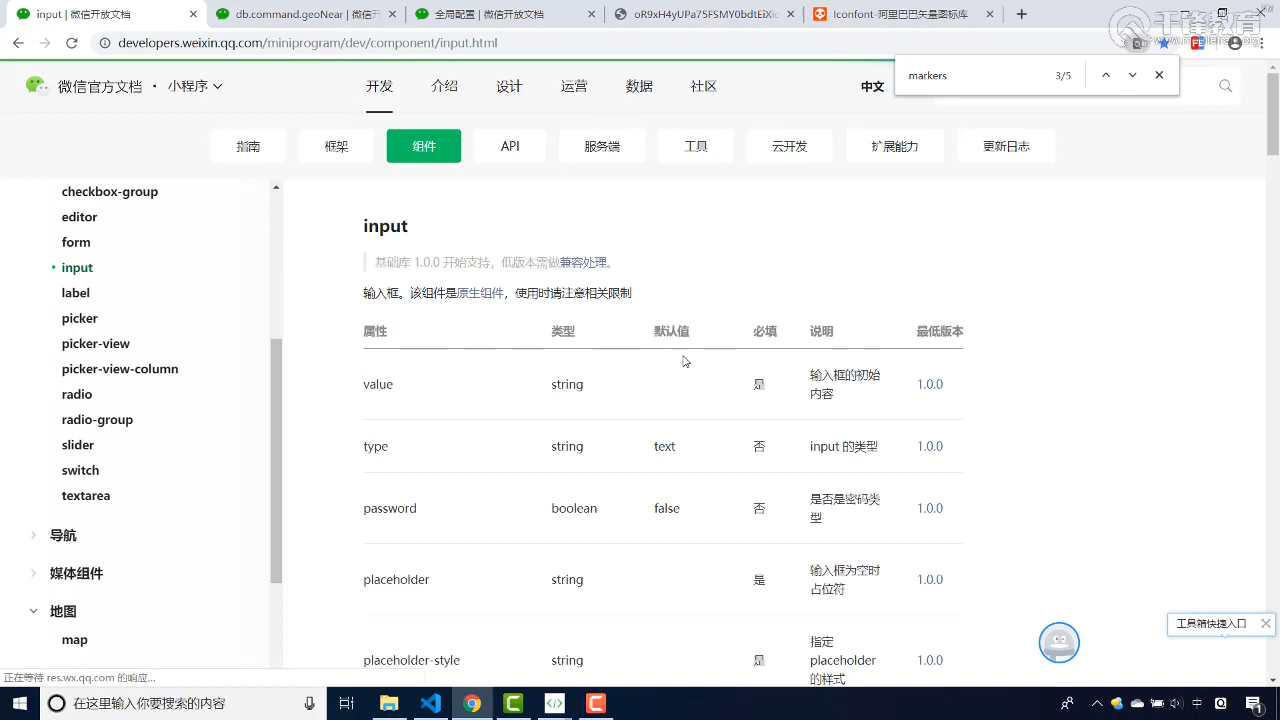 input | 微信开放文档
db.command.geoNear | 微信开
全局配置 | 微信开放文档
Iconfont-阿里巴巴矢量图标库
developers.weixin.qq.com/miniprogram/dev/component/input.html
千锋教育
www.mobiletrain.org
markers
3/5
微信官方文档 · 小程序
开发
介绍
设计
运营
数据
社区
中文
指南
框架
组件
API
服务端
工具
云开发
扩展能力
更新日志
checkbox-group
editor
form
input
label
picker
picker-view
picker-view-column
radio
radio-group
slider
switch
textarea
导航
媒体组件
地图
map
input
基础库 1.0.0 开始支持，低版本需做兼容处理。
输入框。该组件是原生组件，使用时请注意相关限制
属性 类型 默认值 必填 说明 最低版本
value string 是 输入框的初始内容 1.0.0
type string text 否 input 的类型 1.0.0
password boolean false 否 是否是密码类型 1.0.0
placeholder string 是 输入框为空时占位符 1.0.0
placeholder-style string 是 指定 placeholder 的样式 1.0.0
工具箱快捷入口
正在等待 res.wx.qq.com 的响应...
在这里输入你要搜索的内容
中
1